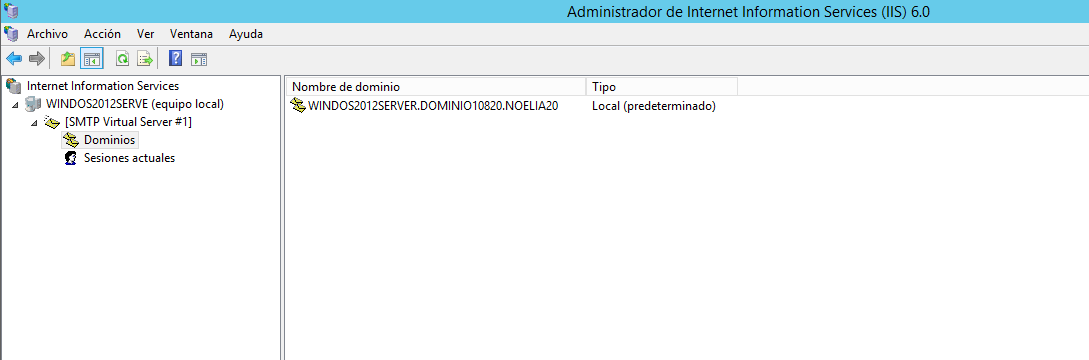 Administrador de Internet Information Services (IIS) 6.0
Archivo Acción Ver Ventana Ayuda
Internet Information Services
WINDOS2012SERVE (equipo local)
[SMTP Virtual Server #1]
Dominios
Sesiones actuales
Nombre de dominio Tipo
WINDOS2012SERVER.DOMINIO10820.NOELIA20 Local (predeterminado)